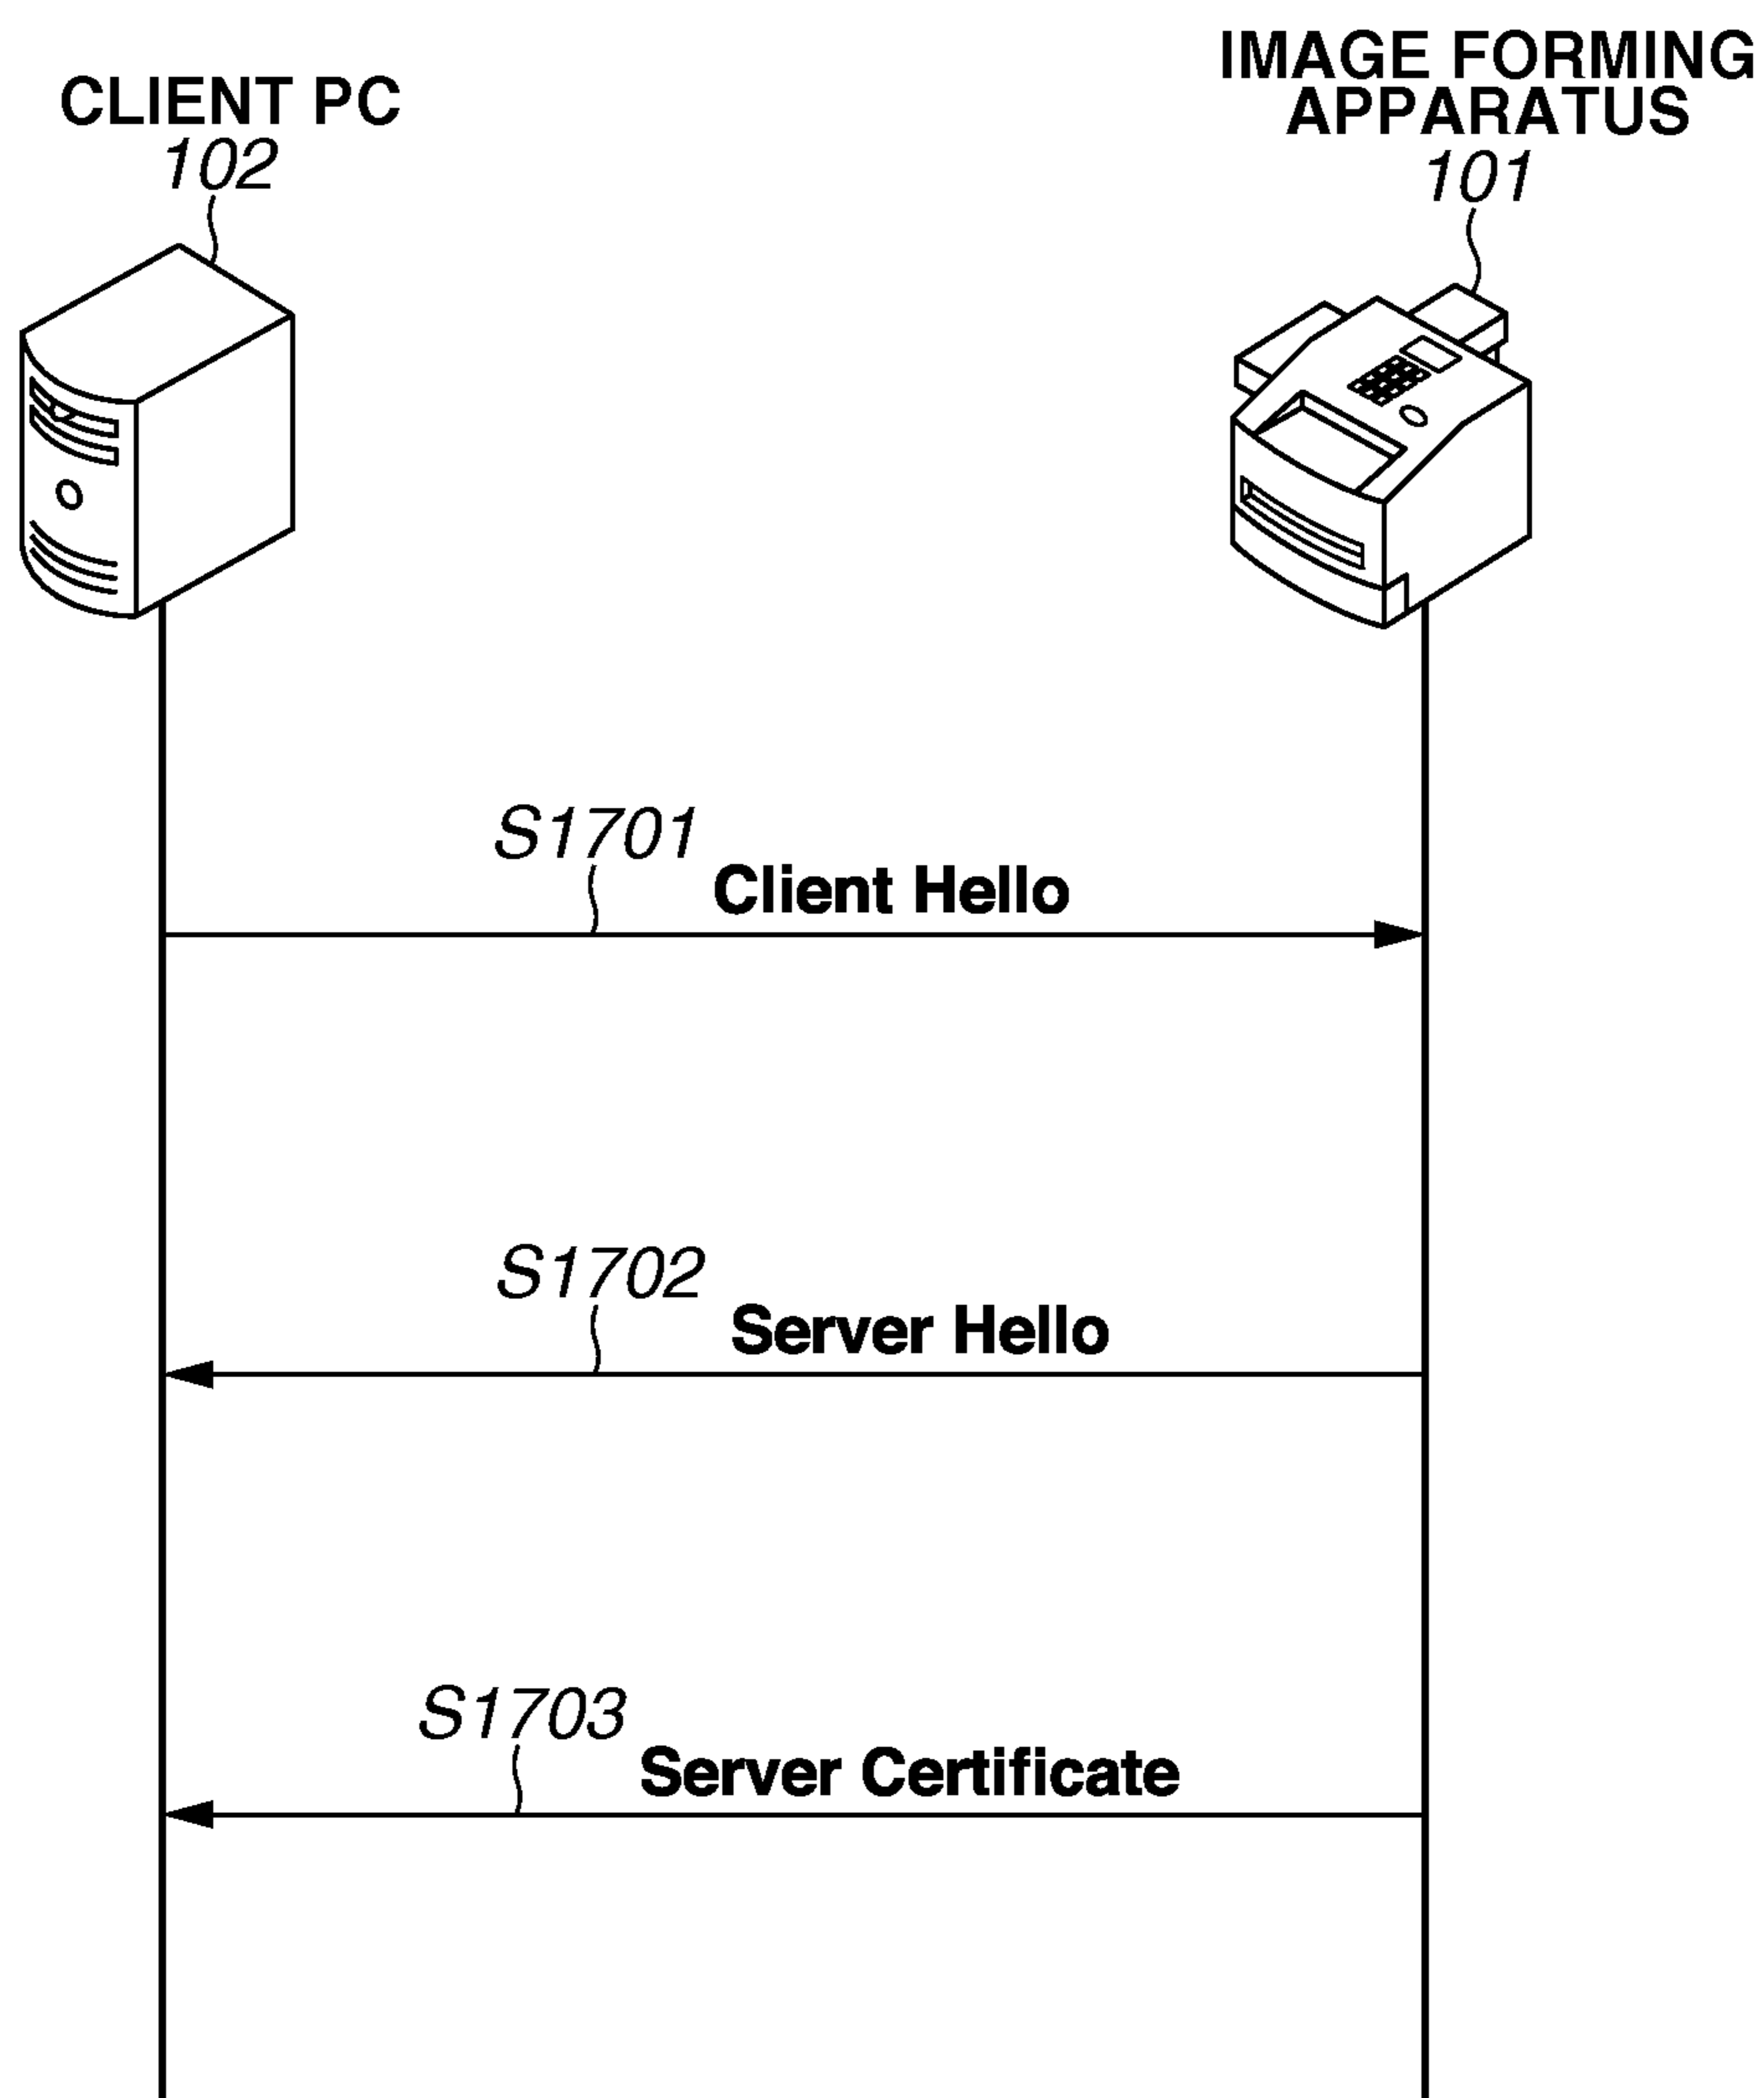 CLIENT PC
102
IMAGE FORMING
APPARATUS
101
S1701
Client Hello
S1702
Server Hello
S1703
Server Certificate